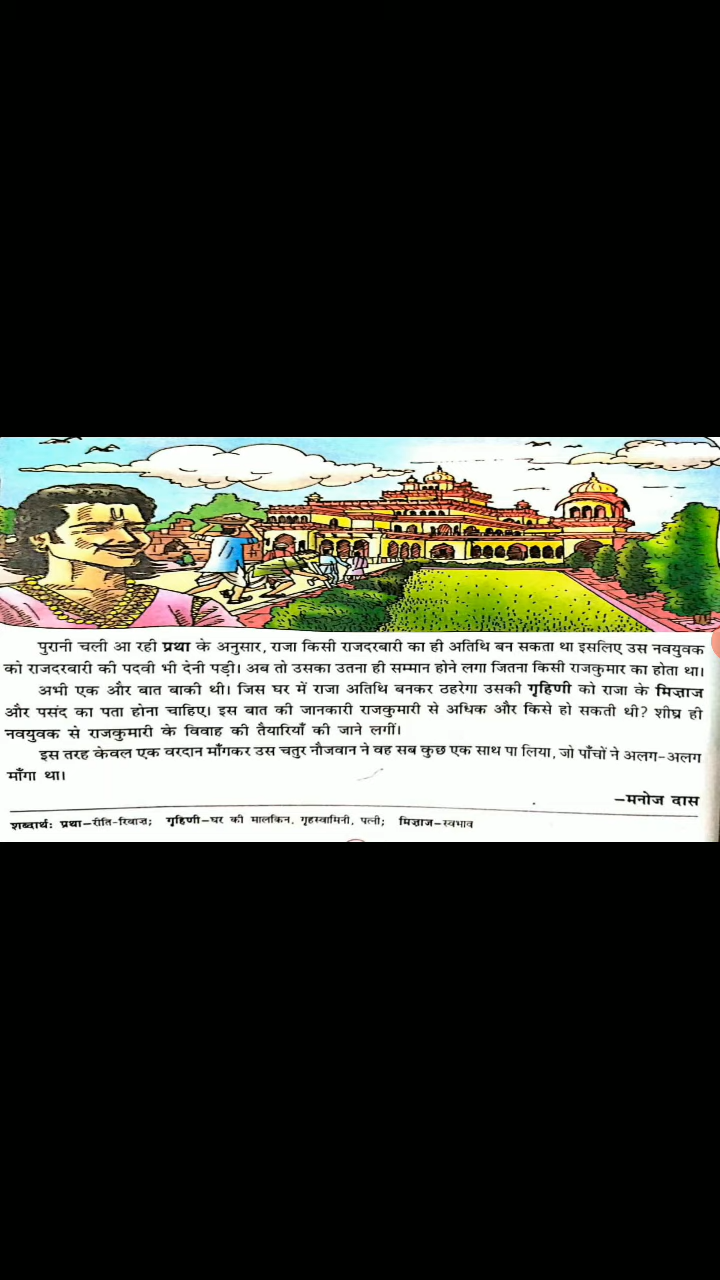 पुरानी चली आ रही प्रथा के अनुसार, राजा किसी राजदरबारी का ही अतिथि बन सकता था इसलिए उस नवयुवक
को राजदरबारी की पदवी भी देनी पड़ी। अब तो उसका उतना ही सम्मान होने लगा जितना किसी राजकुमार का होता था।
अभी एक और बात बाकी थी। जिस घर में राजा अतिथि बनकर ठहरेगा उसकी गृहिणी को राजा के मिज़ाज
और पसंद का पता होना चाहिए। इस बात की जानकारी राजकुमारी से अधिक और किसे हो सकती थी? शीघ्र ही
नवयुवक से राजकुमारी के विवाह की तैयारियाँ की जाने लगीं।
इस तरह केवल एक वरदान माँगकर उस चतुर नौजवान ने वह सब कुछ एक साथ पा लिया, जो पाँचों ने अलग-अलग
माँगा था।
—मनोज दास
शब्दार्थ: प्रथा—रीति-रिवाज़; गृहिणी—घर की मालकिन, गृहस्वामिनी, पत्नी; मिज़ाज—स्वभाव